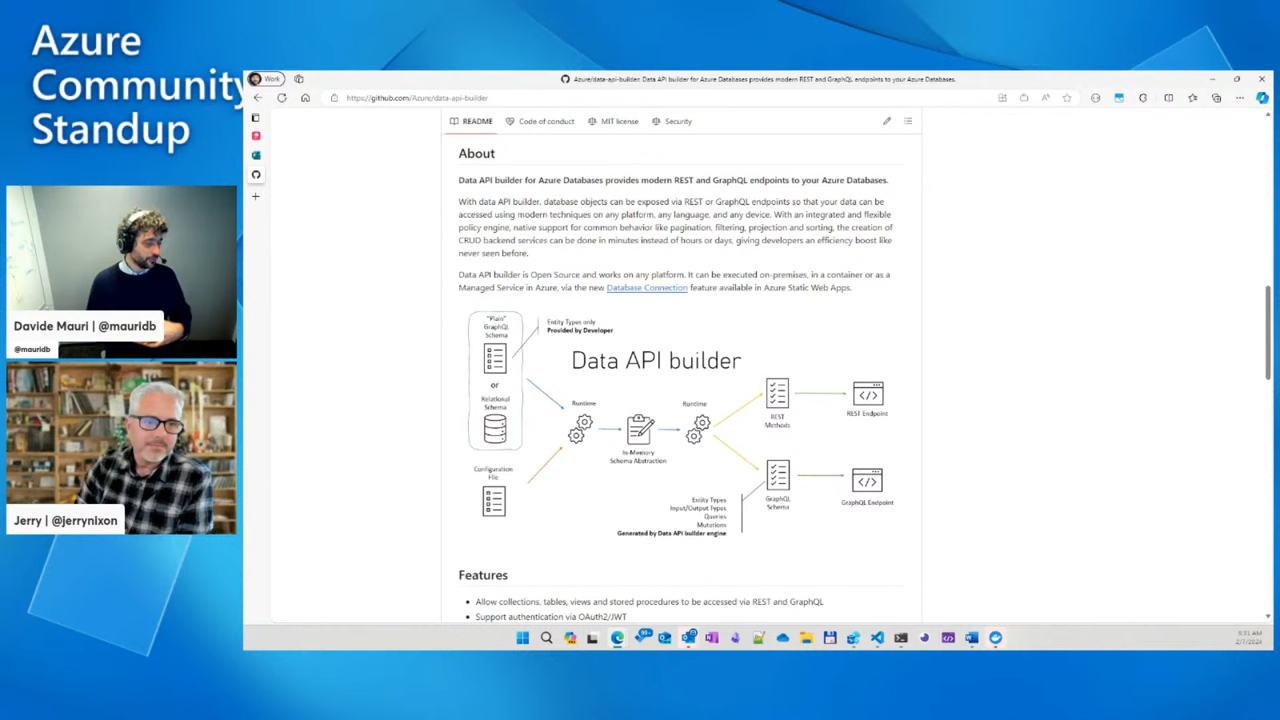 Azure
Community
Standup
Davide Mauri | @mauridb
@mauridb
Jerry | @jerrynixon
Work
Azure/data-api-builder: Data API builder for Azure Databases provides modern REST and GraphQL endpoints to your Azure Databases.
https://github.com/Azure/data-api-builder
README
Code of conduct
MIT license
Security
About
Data API builder for Azure Databases provides modern REST and GraphQL endpoints to your Azure Databases.
With data API builder, database objects can be exposed via REST or GraphQL endpoints so that your data can be
accessed using modern techniques on any platform, any language, and any device. With an integrated and flexible
policy engine, native support for common behavior like pagination, filtering, projection and sorting, the creation of
CRUD backend services can be done in minutes instead of hours or days, giving developers an efficiency boost like
never seen before.
Data API builder is Open Source and works on any platform. It can be executed on-premises, in a container or as a
Managed Service in Azure, via the new Database Connection feature available in Azure Static Web Apps.
"Plain"
GraphQL
Schema
or
Relational
Schema
Entity Types only
Provided by Developer
Data API builder
Configuration
File
Runtime
In-Memory
Schema Abstraction
Runtime
REST
Methods
REST Endpoint
GraphQL
Schema
GraphQL Endpoint
Entity Types
Input/Output Types
Queries
Mutations
Generated by Data API builder engine
Features
Allow collections, tables, views and stored procedures to be accessed via REST and GraphQL
Support authentication via OAuth2/JWT
99+
9:31 AM
2/7/2024